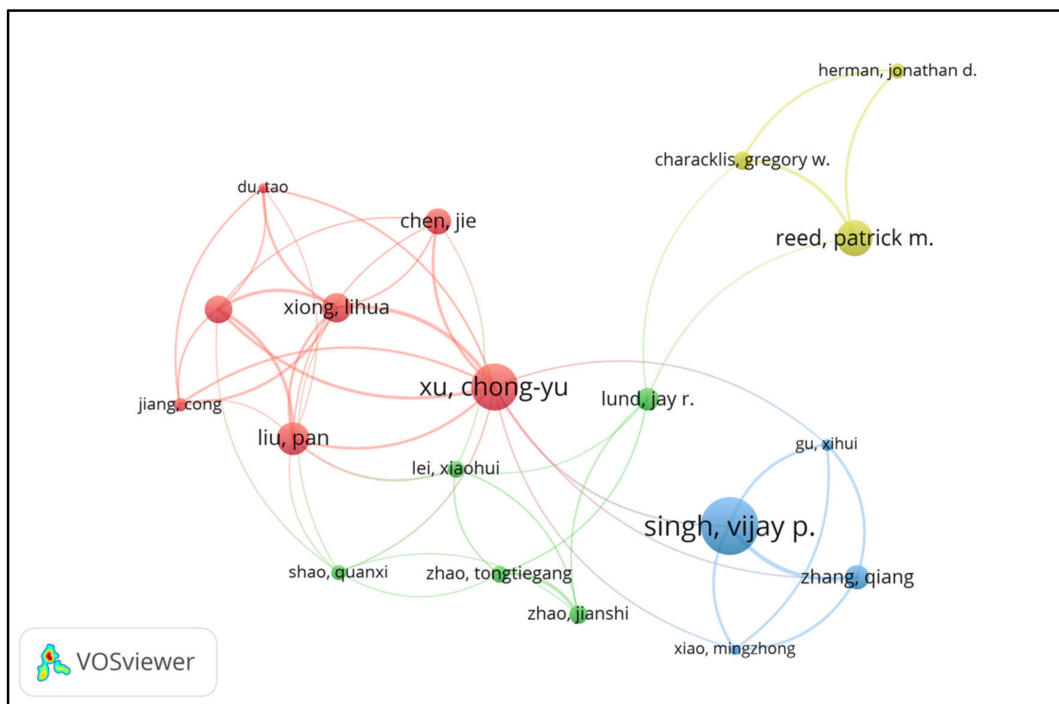 herman, jonathan d.
characklis, gregory w.
du, tao
chen, jie
reed, patrick m.
xiong, lihua
xu, chong-yu
lund, jay r.
jiang, cong
liu, pan
gu, xihui
lei, xiaohui
singh, vijay p.
shao, quanxi
zhao, tongtiegang
zhang, qiang
zhao, jianshi
xiao, mingzhong
VOSviewer